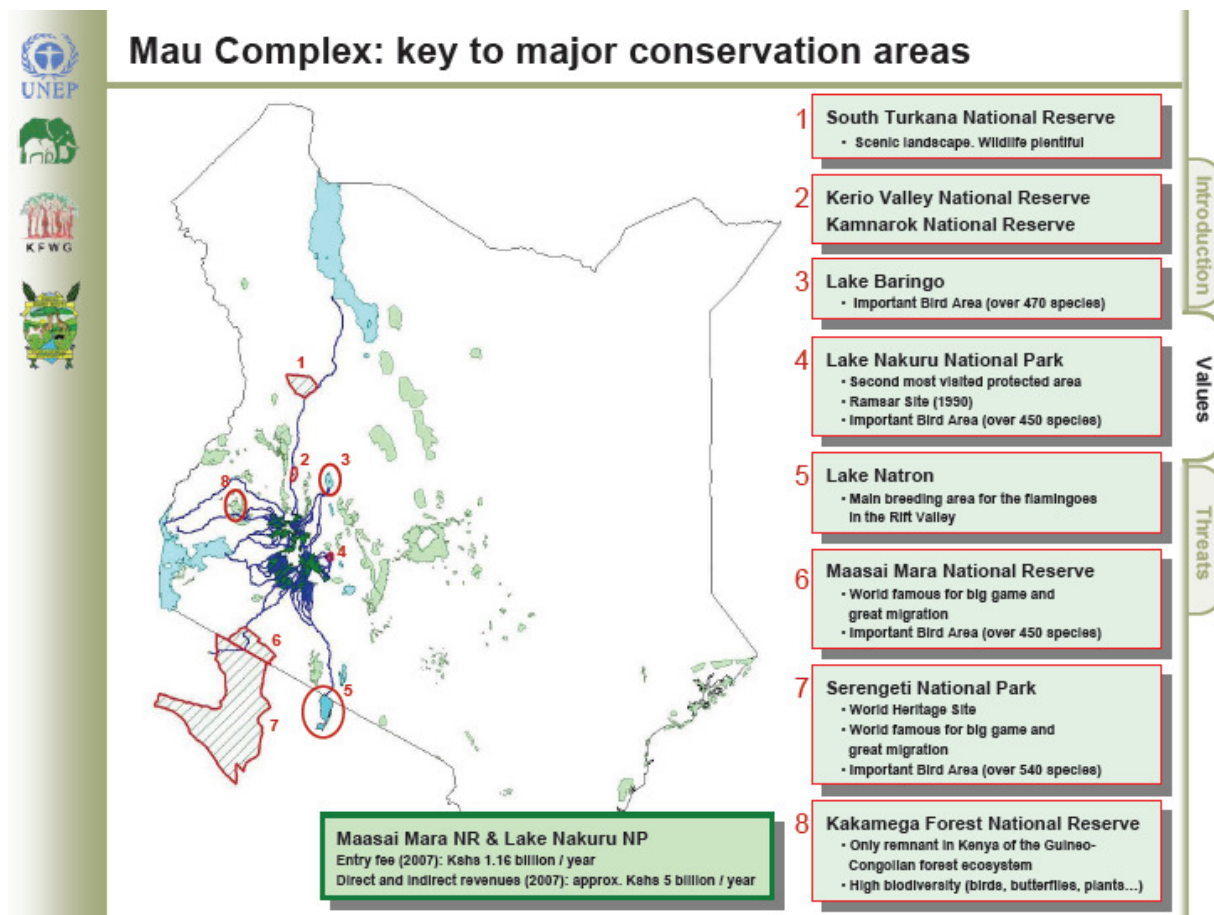 Mau Complex: key to major conservation areas
UNEP
KFWG
1
South Turkana National Reserve
• Scenic landscape. Wildlife plentiful
2
Kerio Valley National Reserve
Kamnarok National Reserve
3
Lake Baringo
• Important Bird Area (over 470 species)
4
Lake Nakuru National Park
• Second most visited protected area
• Ramsar Site (1990)
• Important Bird Area (over 450 species)
5
Lake Natron
• Main breeding area for the flamingoes
in the Rift Valley
6
Maasai Mara National Reserve
• World famous for big game and
great migration
• Important Bird Area (over 450 species)
7
Serengeti National Park
• World Heritage Site
• World famous for big game and
great migration
• Important Bird Area (over 540 species)
8
Kakamega Forest National Reserve
• Only remnant in Kenya of the Guineo-
Congolian forest ecosystem
• High biodiversity (birds, butterflies, plants...)
1
2
3
8
4
6
5
7
Maasai Mara NR & Lake Nakuru NP
Entry fee (2007): Kshs 1.16 billion / year
Direct and indirect revenues (2007): approx. Kshs 5 billion / year
Introduction
Values
Threats